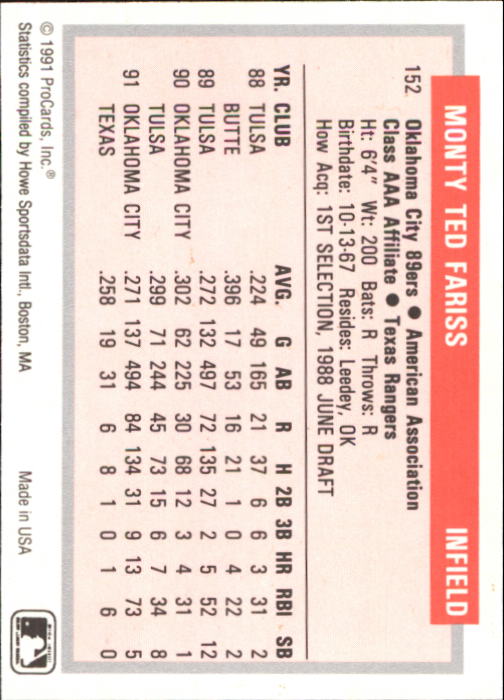 MONTY TED FARISS INFIELD
152. Oklahoma City 89ers ● American Association
Class AAA Affiliate ● Texas Rangers
Ht: 6'4" Wt: 200 Bats: R Throws: R
Birthdate: 10-13-67 Resides: Leedey, OK
How Acq: 1ST SELECTION, 1988 JUNE DRAFT
YR. CLUB AVG. G AB R H 2B 3B HR RBI SB
88 TULSA .224 49 165 21 37 6 6 3 31 2
BUTTE .396 17 53 16 21 1 0 4 22 2
89 TULSA .272 132 497 72 135 27 2 5 52 12
90 OKLAHOMA CITY .302 62 225 30 68 12 3 4 31 1
TULSA .299 71 244 45 73 15 6 7 34 8
91 OKLAHOMA CITY .271 137 494 84 134 31 9 13 73 5
TEXAS .258 19 31 6 8 1 0 1 6 0
© 1991 ProCards, Inc.®
Statistics compiled by Howe Sportsdata Intl., Boston, MA Made in USA